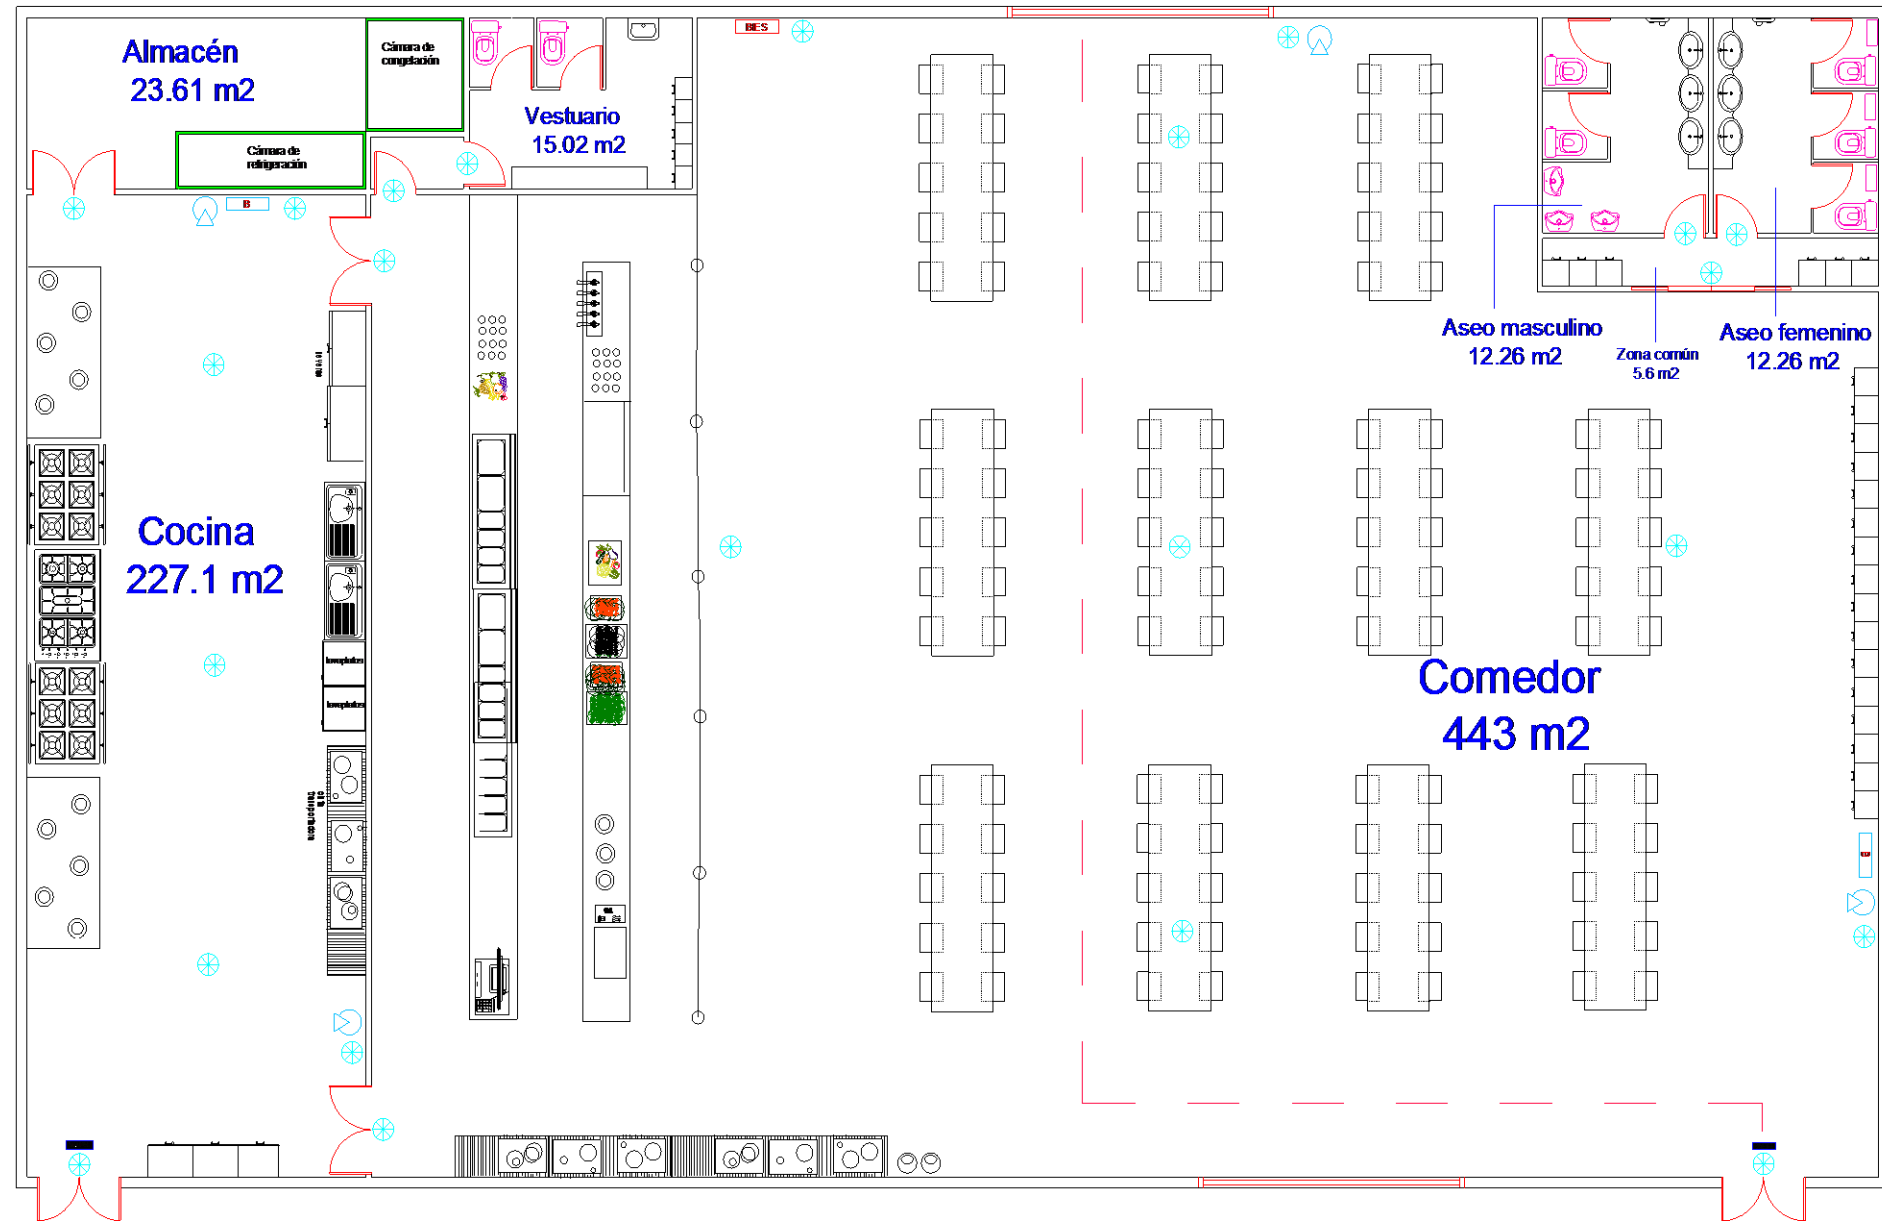 Almacén
23.61 m2
Cámara de
congelación
Cámara de
refrigeración
Vestuario
15.02 m2
BIES
B
Aseo masculino
12.26 m2
Zona común
5.6 m2
Aseo femenino
12.26 m2
Cocina
227.1 m2
lavaplatos
lavaplatos
Comedor
443 m2
cinta
transportadora